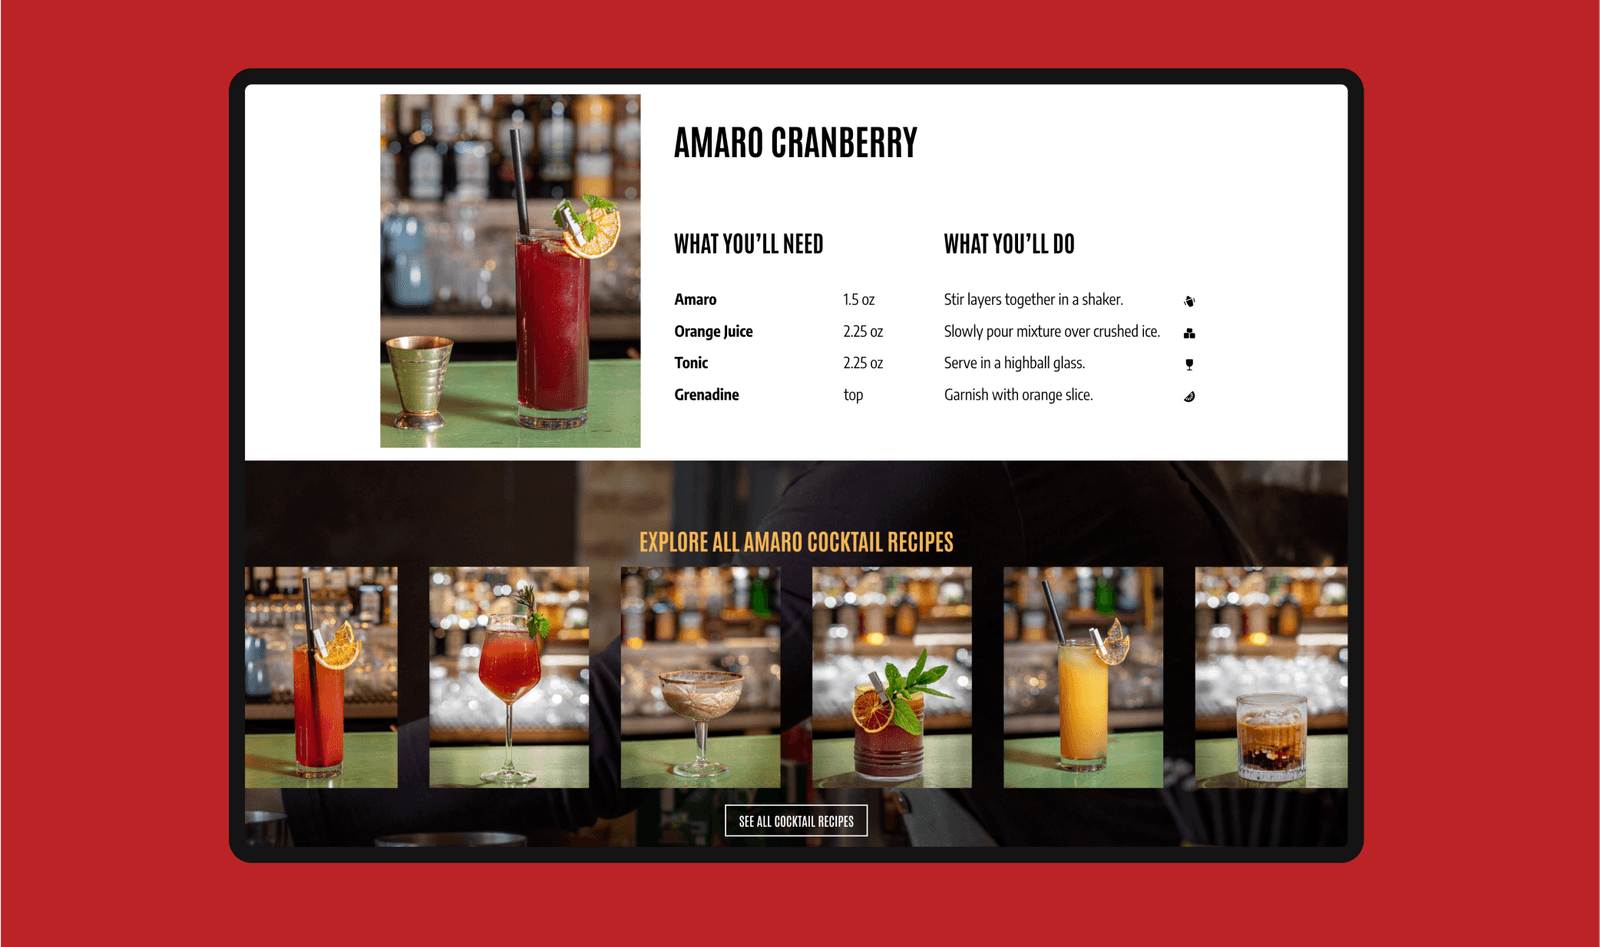 AMARO CRANBERRY
WHAT YOU’LL NEED
Amaro 1.5 oz
Orange Juice 2.25 oz
Tonic 2.25 oz
Grenadine top
WHAT YOU’LL DO
Stir layers together in a shaker.
Slowly pour mixture over crushed ice.
Serve in a highball glass.
Garnish with orange slice.
EXPLORE ALL AMARO COCKTAIL RECIPES
SEE ALL COCKTAIL RECIPES